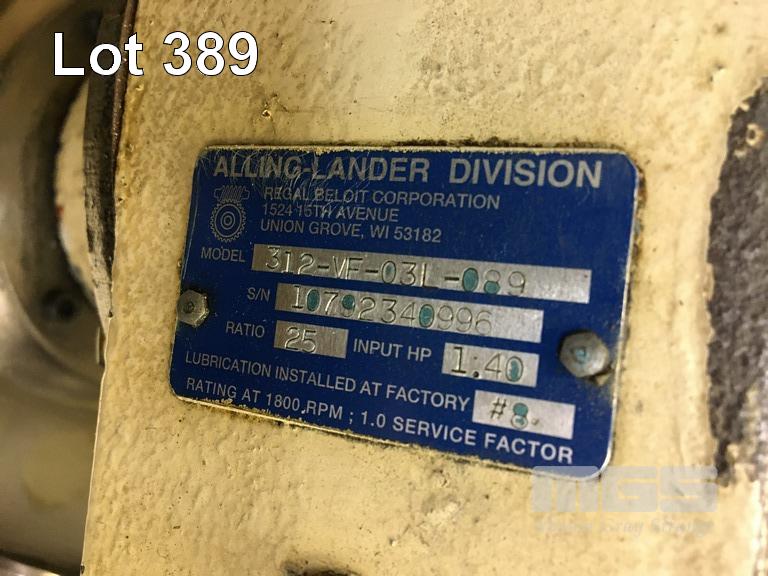 Lot 389
ALLING-LANDER DIVISION
REGAL BELOIT CORPORATION
1524 15TH AVENUE
UNION GROVE, WI 53182
MODEL 312-VF-03L-089
S/N 10792340996
RATIO 25 INPUT HP 1.40
LUBRICATION INSTALLED AT FACTORY #8
RATING AT 1800 RPM ; 1.0 SERVICE FACTOR
MGS